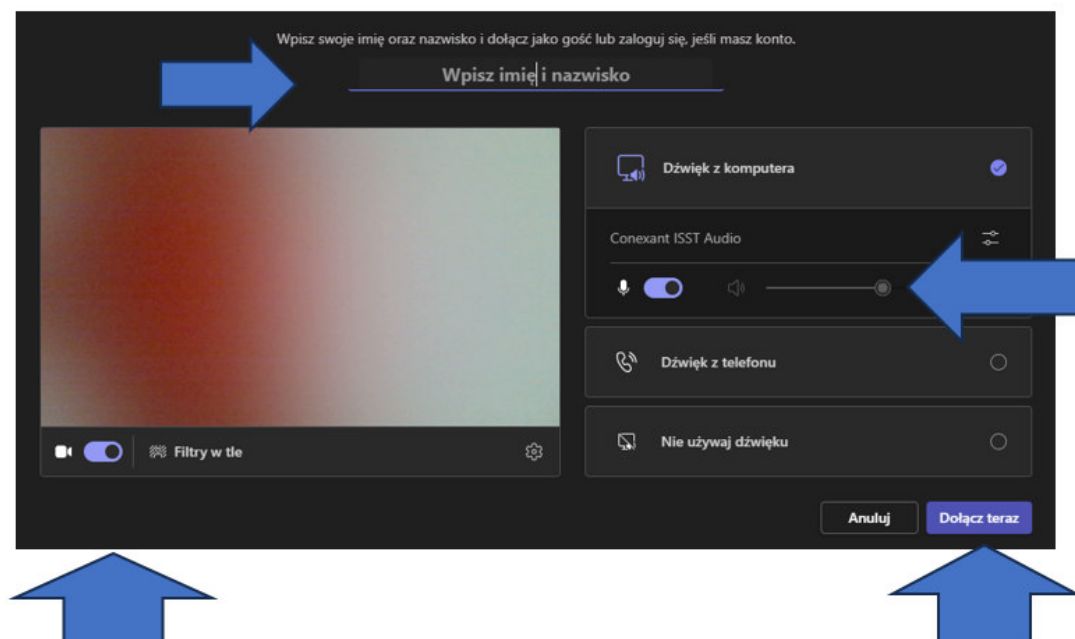 Wpisz swoje imię oraz nazwisko i dołącz jako gość lub zaloguj się, jeśli masz konto.
Wpisz imię i nazwisko
Dźwięk z komputera
Conexant ISST Audio
Dźwięk z telefonu
Nie używaj dźwięku
Filtry w tle
Anuluj
Dołącz teraz